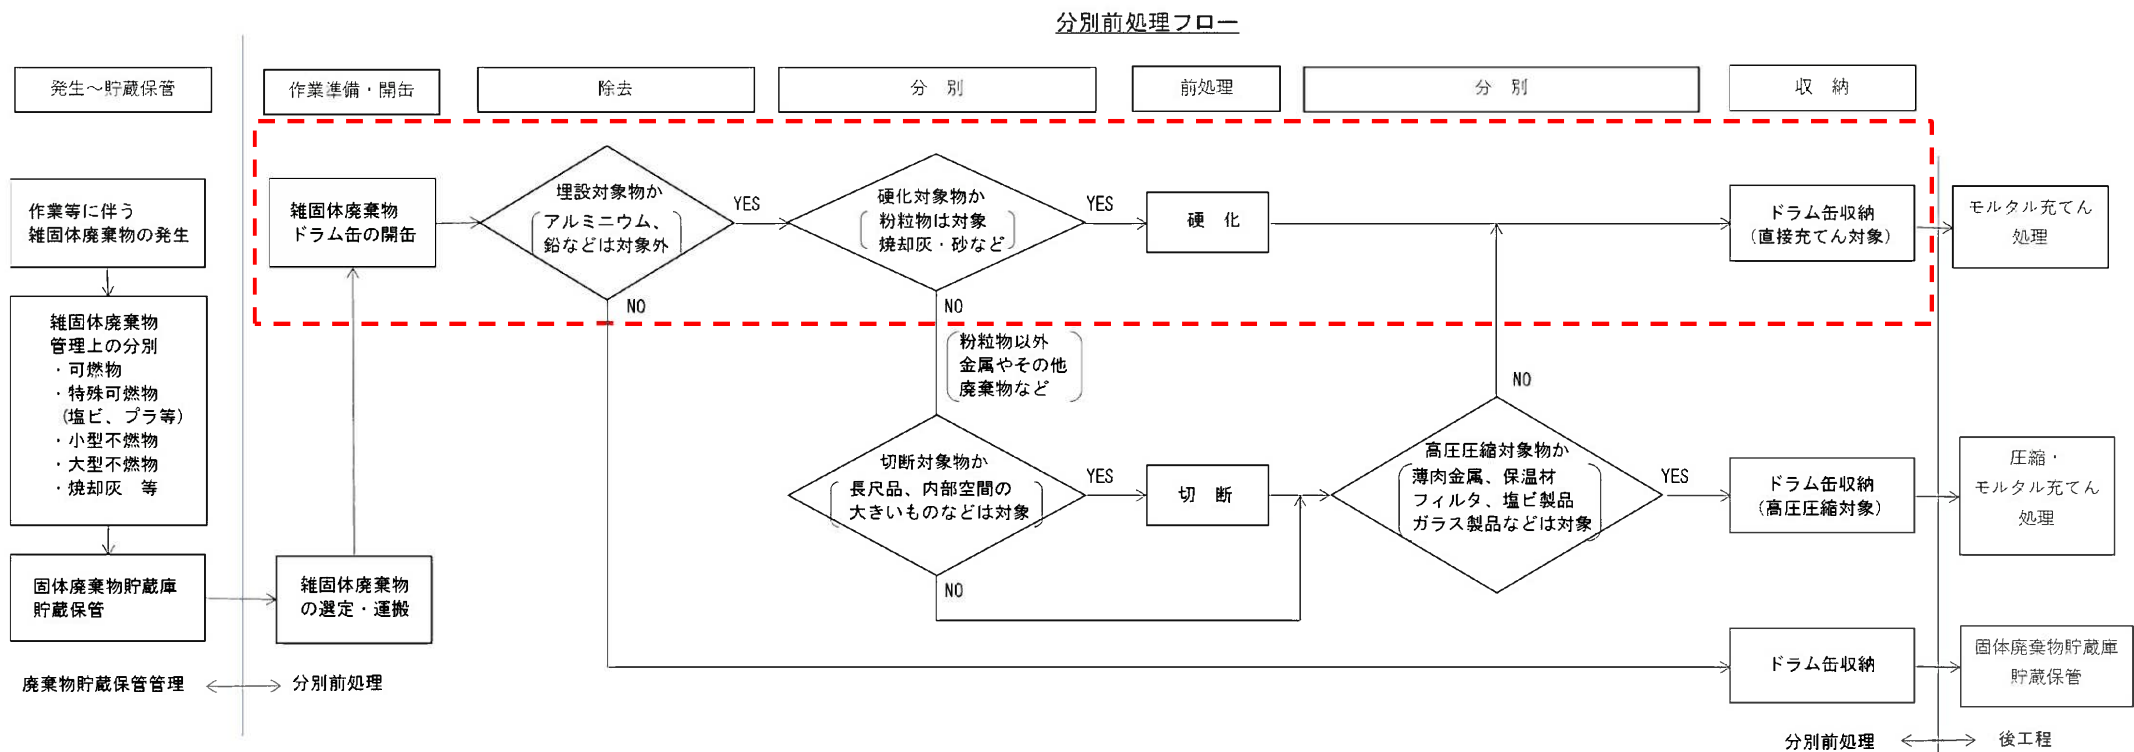 分別前処理フロー
発生～貯蔵保管
作業準備・開缶
除去
分　別
前処理
分　別
収　納
作業等に伴う
雑固体廃棄物の発生
雑固体廃棄物
管理上の分別
・可燃物
・特殊可燃物
（塩ビ、プラ等）
・小型不燃物
・大型不燃物
・焼却灰　等
固体廃棄物貯蔵庫
貯蔵保管
廃棄物貯蔵保管管理
分別前処理
雑固体廃棄物
の選定・運搬
雑固体廃棄物
ドラム缶の開缶
埋設対象物か
アルミニウム、
鉛などは対象外
YES
NO
硬化対象物か
粉粒物は対象
焼却灰・砂など
YES
NO
粉粒物以外
金属やその他
廃棄物など
硬　化
切断対象物か
長尺品、内部空間の
大きいものなどは対象
YES
NO
切　断
高圧圧縮対象物か
薄肉金属、保温材
フィルタ、塩ビ製品
ガラス製品などは対象
NO
YES
ドラム缶収納
（直接充てん対象）
モルタル充てん
処理
ドラム缶収納
（高圧圧縮対象）
圧縮・
モルタル充てん
処理
ドラム缶収納
固体廃棄物貯蔵庫
貯蔵保管
分別前処理
後工程